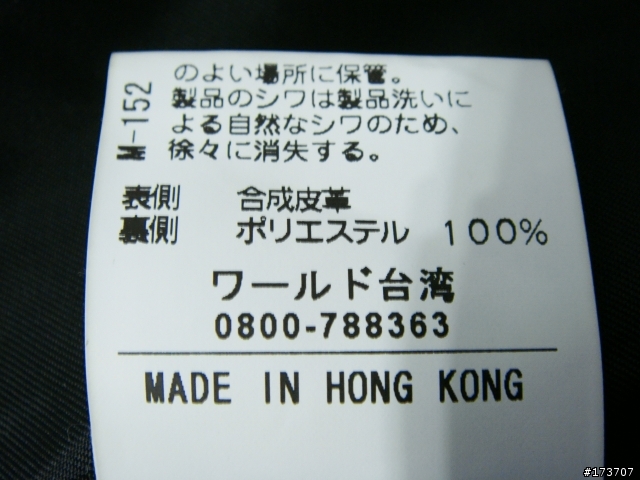 のよい場所に保管。
製品のシワは製品洗いに
よる自然なシワのため、
徐々に消失する。
M-152
表側 合成皮革
裏側 ポリエステル 100%
ワールド台湾
0800-788363
MADE IN HONG KONG
#173707